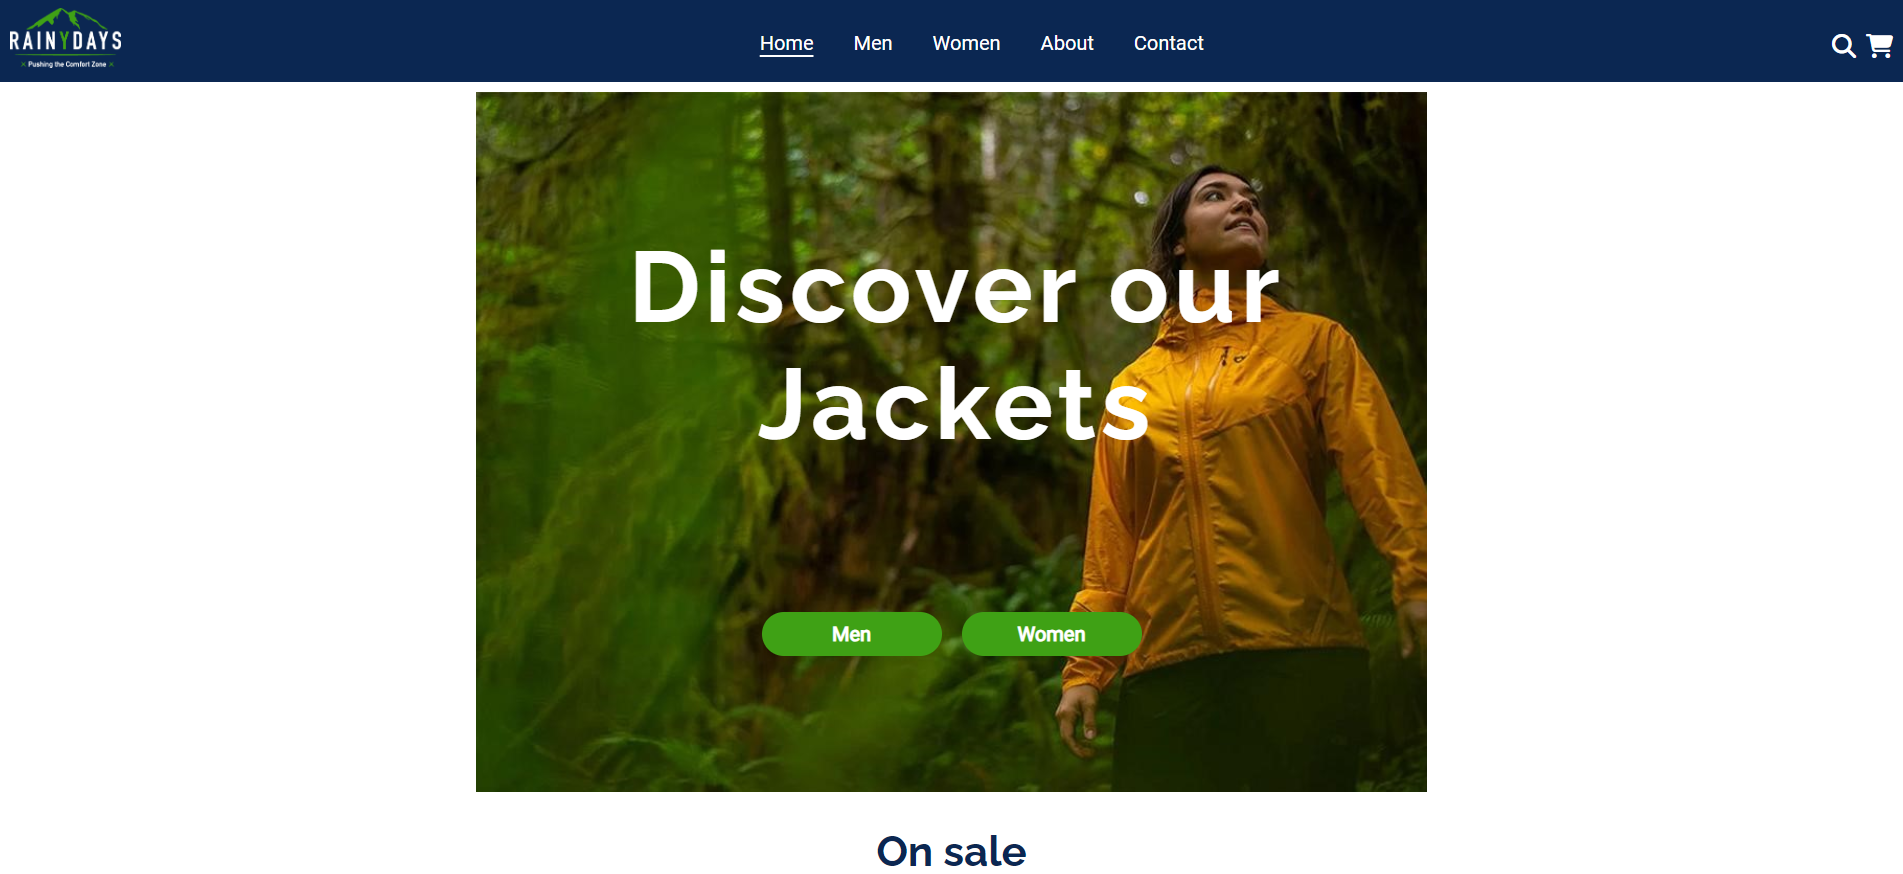 RAINYDAYS
× Pushing the Comfort Zone ×
Home Men Women About Contact
Discover our
Jackets
Men Women
On sale